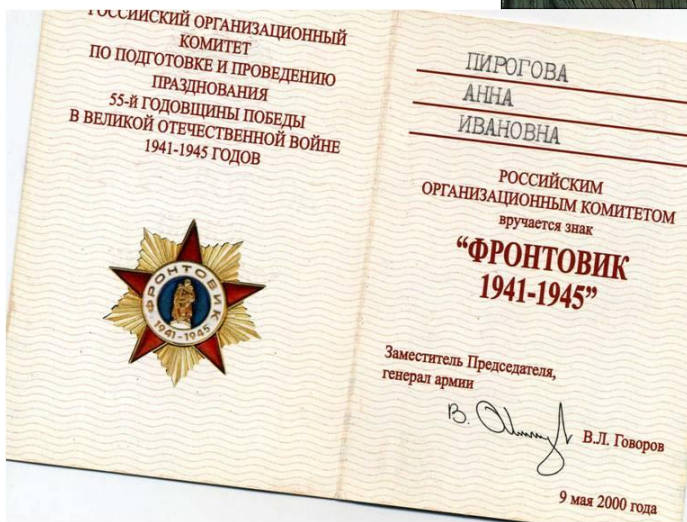 РОССИЙСКИЙ ОРГАНИЗАЦИОННЫЙ
КОМИТЕТ
ПО ПОДГОТОВКЕ И ПРОВЕДЕНИЮ
ПРАЗДНОВАНИЯ
55-й ГОДОВЩИНЫ ПОБЕДЫ
В ВЕЛИКОЙ ОТЕЧЕСТВЕННОЙ ВОЙНЕ
1941-1945 ГОДОВ
ФРОНТОВИК
1941-1945
ПИРОГОВА
АННА
ИВАНОВНА
РОССИЙСКИМ
ОРГАНИЗАЦИОННЫМ КОМИТЕТОМ
вручается знак
“ФРОНТОВИК
1941-1945”
Заместитель Председателя,
генерал армии
В.Л. Говоров
9 мая 2000 года